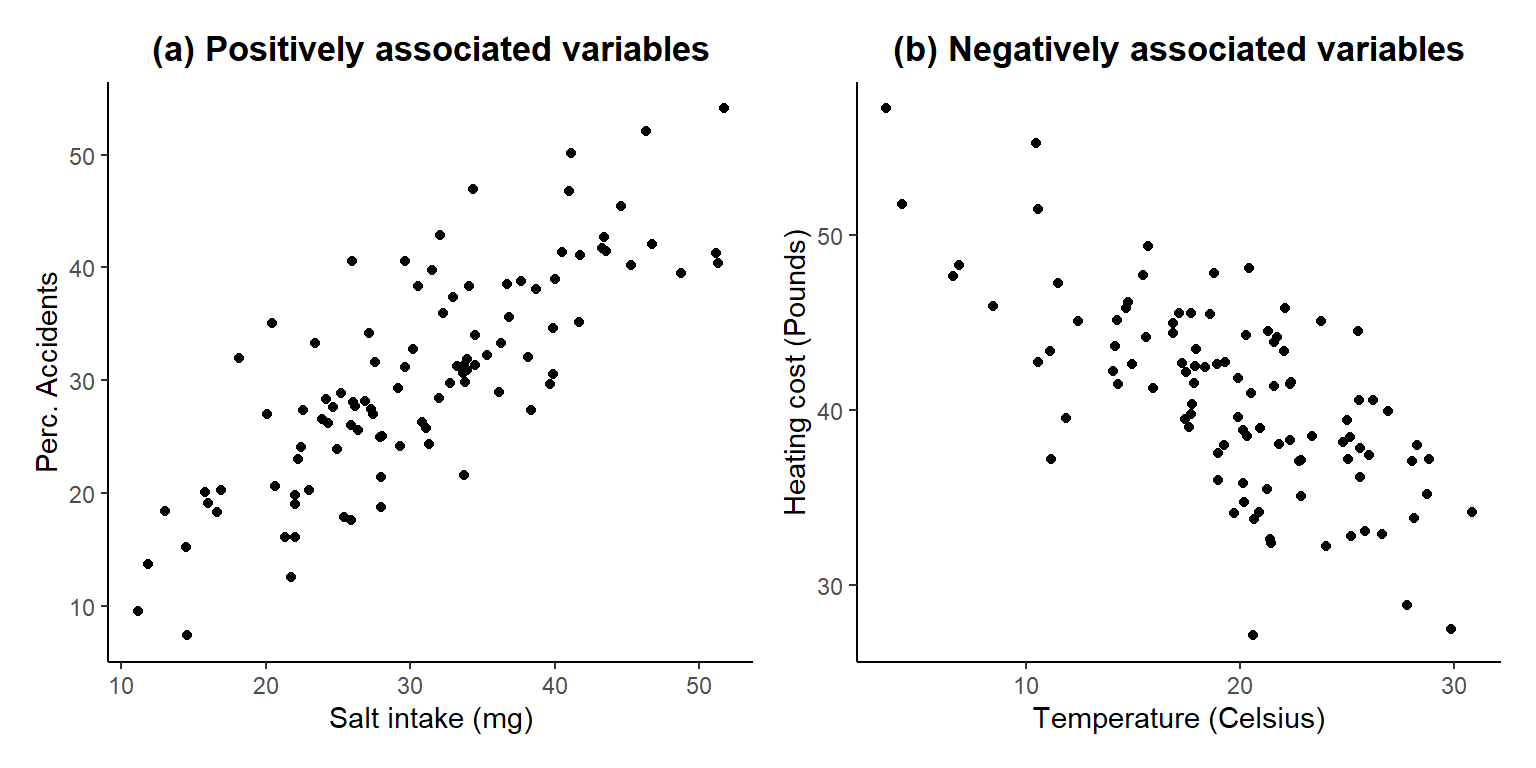 (a) Positively associated variables
Perc. Accidents
50
40
30
20
10
10 20 30 40 50
Salt intake (mg)
(b) Negatively associated variables
Heating cost (Pounds)
50
40
30
10 20 30
Temperature (Celsius)